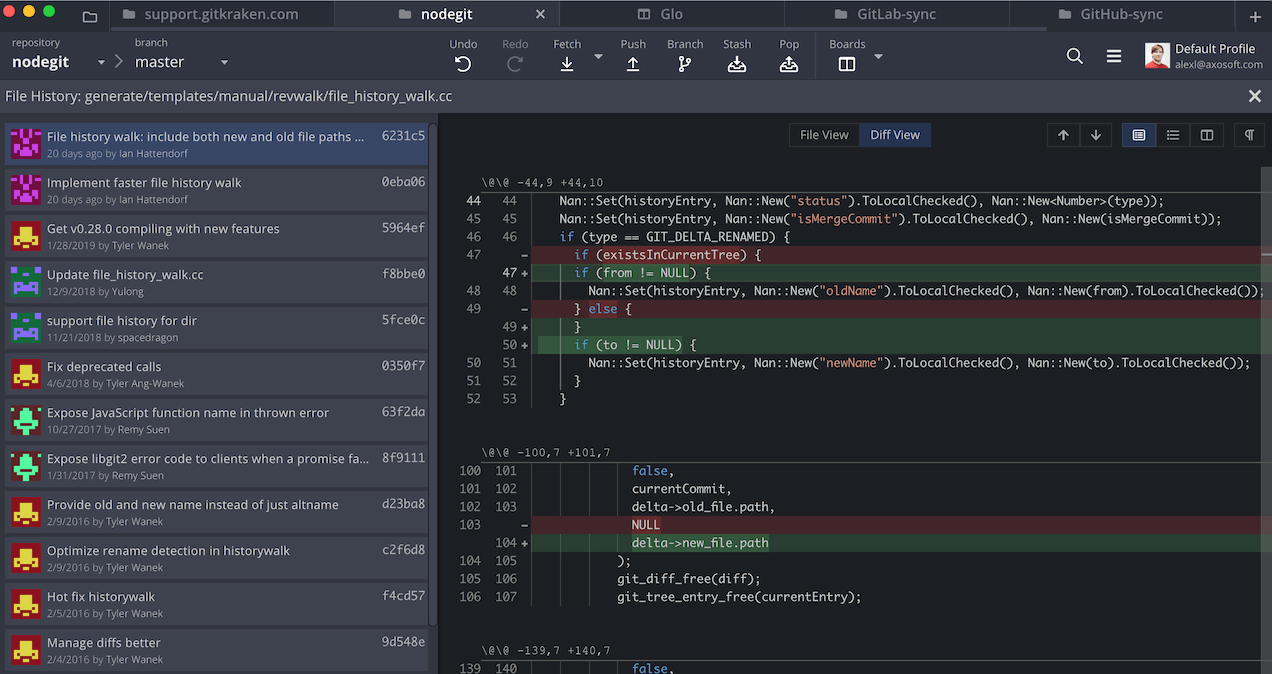 support.gitkraken.com
nodegit
Glo
GitLab-sync
GitHub-sync
repository
nodegit
branch
master
Undo
Redo
Fetch
Push
Branch
Stash
Pop
Boards
Default Profile
alexl@axosoft.com
File History: generate/templates/manual/revwalk/file_history_walk.cc
File history walk: include both new and old file paths ... 6231c5
20 days ago by Ian Hattendorf
Implement faster file history walk 0eba06
20 days ago by Ian Hattendorf
Get v0.28.0 compiling with new features 5964ef
1/28/2019 by Tyler Wanek
Update file_history_walk.cc f8bbe0
12/9/2018 by Yulong
support file history for dir 5fce0c
11/21/2018 by spacedragon
Fix deprecated calls 0350f7
4/6/2018 by Tyler Ang-Wanek
Expose JavaScript function name in thrown error 63f2da
10/27/2017 by Remy Suen
Expose libgit2 error code to clients when a promise fa... 8f9111
1/31/2017 by Remy Suen
Provide old and new name instead of just altname d23ba8
2/9/2016 by Tyler Wanek
Optimize rename detection in historywalk c2f6d8
2/9/2016 by Tyler Wanek
Hot fix historywalk f4cd57
2/5/2016 by Tyler Wanek
Manage diffs better 9d548e
2/4/2016 by Tyler Wanek
File View
Diff View
\@\@ -44,9 +44,10
44 44 Nan::Set(historyEntry, Nan::New("status").ToLocalChecked(), Nan::New<Number>(type));
45 45 Nan::Set(historyEntry, Nan::New("isMergeCommit").ToLocalChecked(), Nan::New(isMergeCommit));
46 46 if (type == GIT_DELTA_RENAMED) {
47 - if (existsInCurrentTree) {
47 + if (from != NULL) {
48 48 Nan::Set(historyEntry, Nan::New("oldName").ToLocalChecked(), Nan::New(from).ToLocalChecked());
49 - } else {
49 + }
50 + if (to != NULL) {
50 51 Nan::Set(historyEntry, Nan::New("newName").ToLocalChecked(), Nan::New(to).ToLocalChecked());
51 52 }
52 53 }
\@\@ -100,7 +101,7
100 101 false,
101 102 currentCommit,
102 103 delta->old_file.path,
103 - NULL
104 + delta->new_file.path
104 105 );
105 106 git_diff_free(diff);
106 107 git_tree_entry_free(currentEntry);
\@\@ -139,7 +140,7
139 140 false,